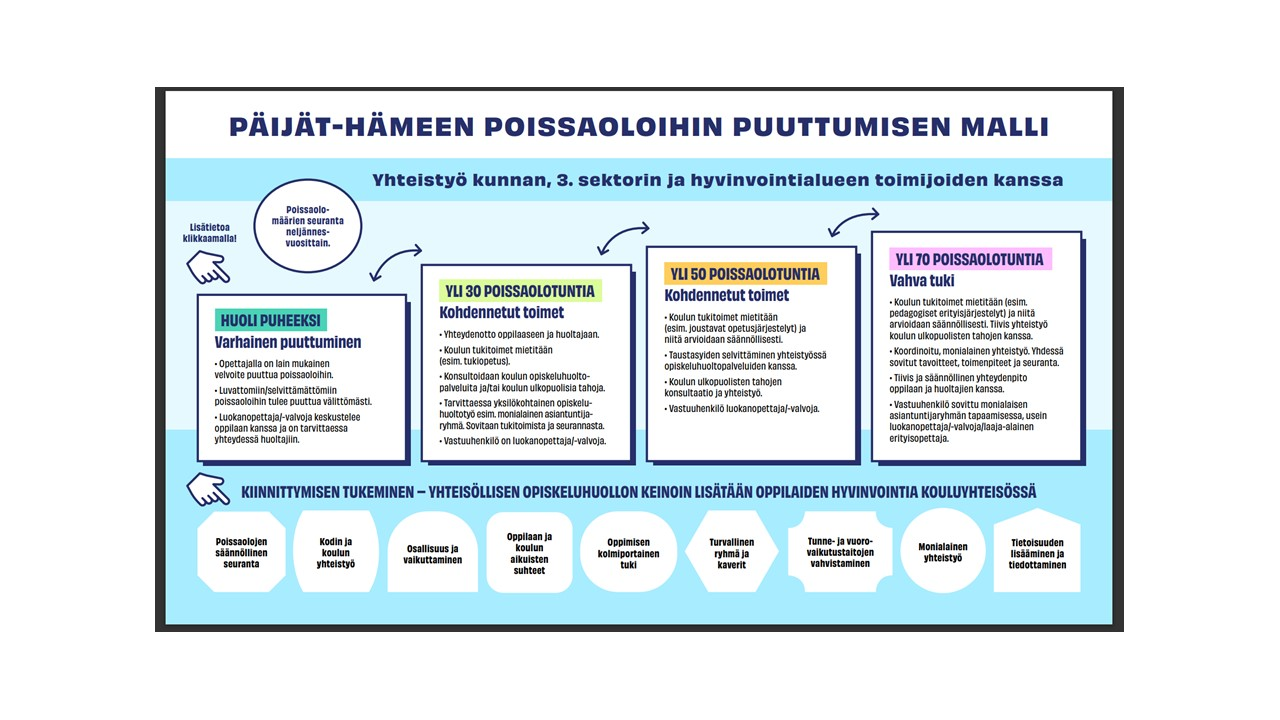 PÄIJÄT-HÄMEEN POISSAOLOIHIN PUUTTUMISEN MALLI
Yhteistyö kunnan, 3. sektorin ja hyvinvointialueen toimijoiden kanssa
Lisätietoa
klikkaamalla!
Poissaolo-
määrien seuranta
neljännes-
vuosittain.
HUOLI PUHEEKSI
Varhainen puuttuminen
• Opettajalla on lain mukainen
velvoite puuttua poissaoloihin.
• Luvattomiin/selvittämättömiin
poissaoloihin tulee puuttua välittömästi.
• Luokanopettaja/-valvoja keskustelee
oppilaan kanssa ja on tarvittaessa
yhteydessä huoltajiin.
YLI 30 POISSAOLOTUNTIA
Kohdennetut toimet
• Yhteydenotto oppilaaseen ja huoltajaan.
• Koulun tukitoimet mietitään
(esim. tukiopetus).
• Konsultoidaan koulun opiskeluhuolto-
palveluita ja/tai koulun ulkopuolisia tahoja.
• Tarvittaessa yksilökohtainen opiskelu-
huoltotyö esim. monialainen asiantuntija-
ryhmä. Sovitaan tukitoimista ja seurannasta.
• Vastuuhenkilö on luokanopettaja/-valvoja.
YLI 50 POISSAOLOTUNTIA
Kohdennetut toimet
• Koulun tukitoimet mietitään
(esim. joustavat opetusjärjestelyt) ja
niitä arvioidaan säännöllisesti.
• Taustasyiden selvittäminen yhteistyössä
opiskeluhuoltopalveluiden kanssa.
• Koulun ulkopuolisten tahojen
konsultaatio ja yhteistyö.
• Vastuuhenkilö luokanopettaja/-valvoja.
YLI 70 POISSAOLOTUNTIA
Vahva tuki
• Koulun tukitoimet mietitään (esim.
pedagogiset erityisjärjestelyt) ja niitä
arvioidaan säännöllisesti. Tiivis yhteistyö
koulun ulkopuolisten tahojen kanssa.
• Koordinoitu, monialainen yhteistyö. Yhdessä
sovitut tavoitteet, toimenpiteet ja seuranta.
• Tiivis ja säännöllinen yhteydenpito
oppilaan ja huoltajien kanssa.
• Vastuuhenkilö sovittu monialaisen
asiantuntijaryhmän tapaamisessa, usein
luokanopettaja/-valvoja/laaja-alainen
erityisopettaja.
KIINNITTYMISEN TUKEMINEN – YHTEISÖLLISEN OPISKELUHUOLLON KEINOIN LISÄTÄÄN OPPILAIDEN HYVINVOINTIA KOULUYHTEISÖSSÄ
Poissaolojen
säännöllinen
seuranta
Kodin ja
koulun
yhteistyö
Osallisuus ja
vaikuttaminen
Oppilaan ja
koulun
aikuisten
suhteet
Oppimisen
kolmiportainen
tuki
Turvallinen
ryhmä ja
kaverit
Tunne- ja vuoro-
vaikutustaitojen
vahvistaminen
Monialainen
yhteistyö
Tietoisuuden
lisääminen ja
tiedottaminen